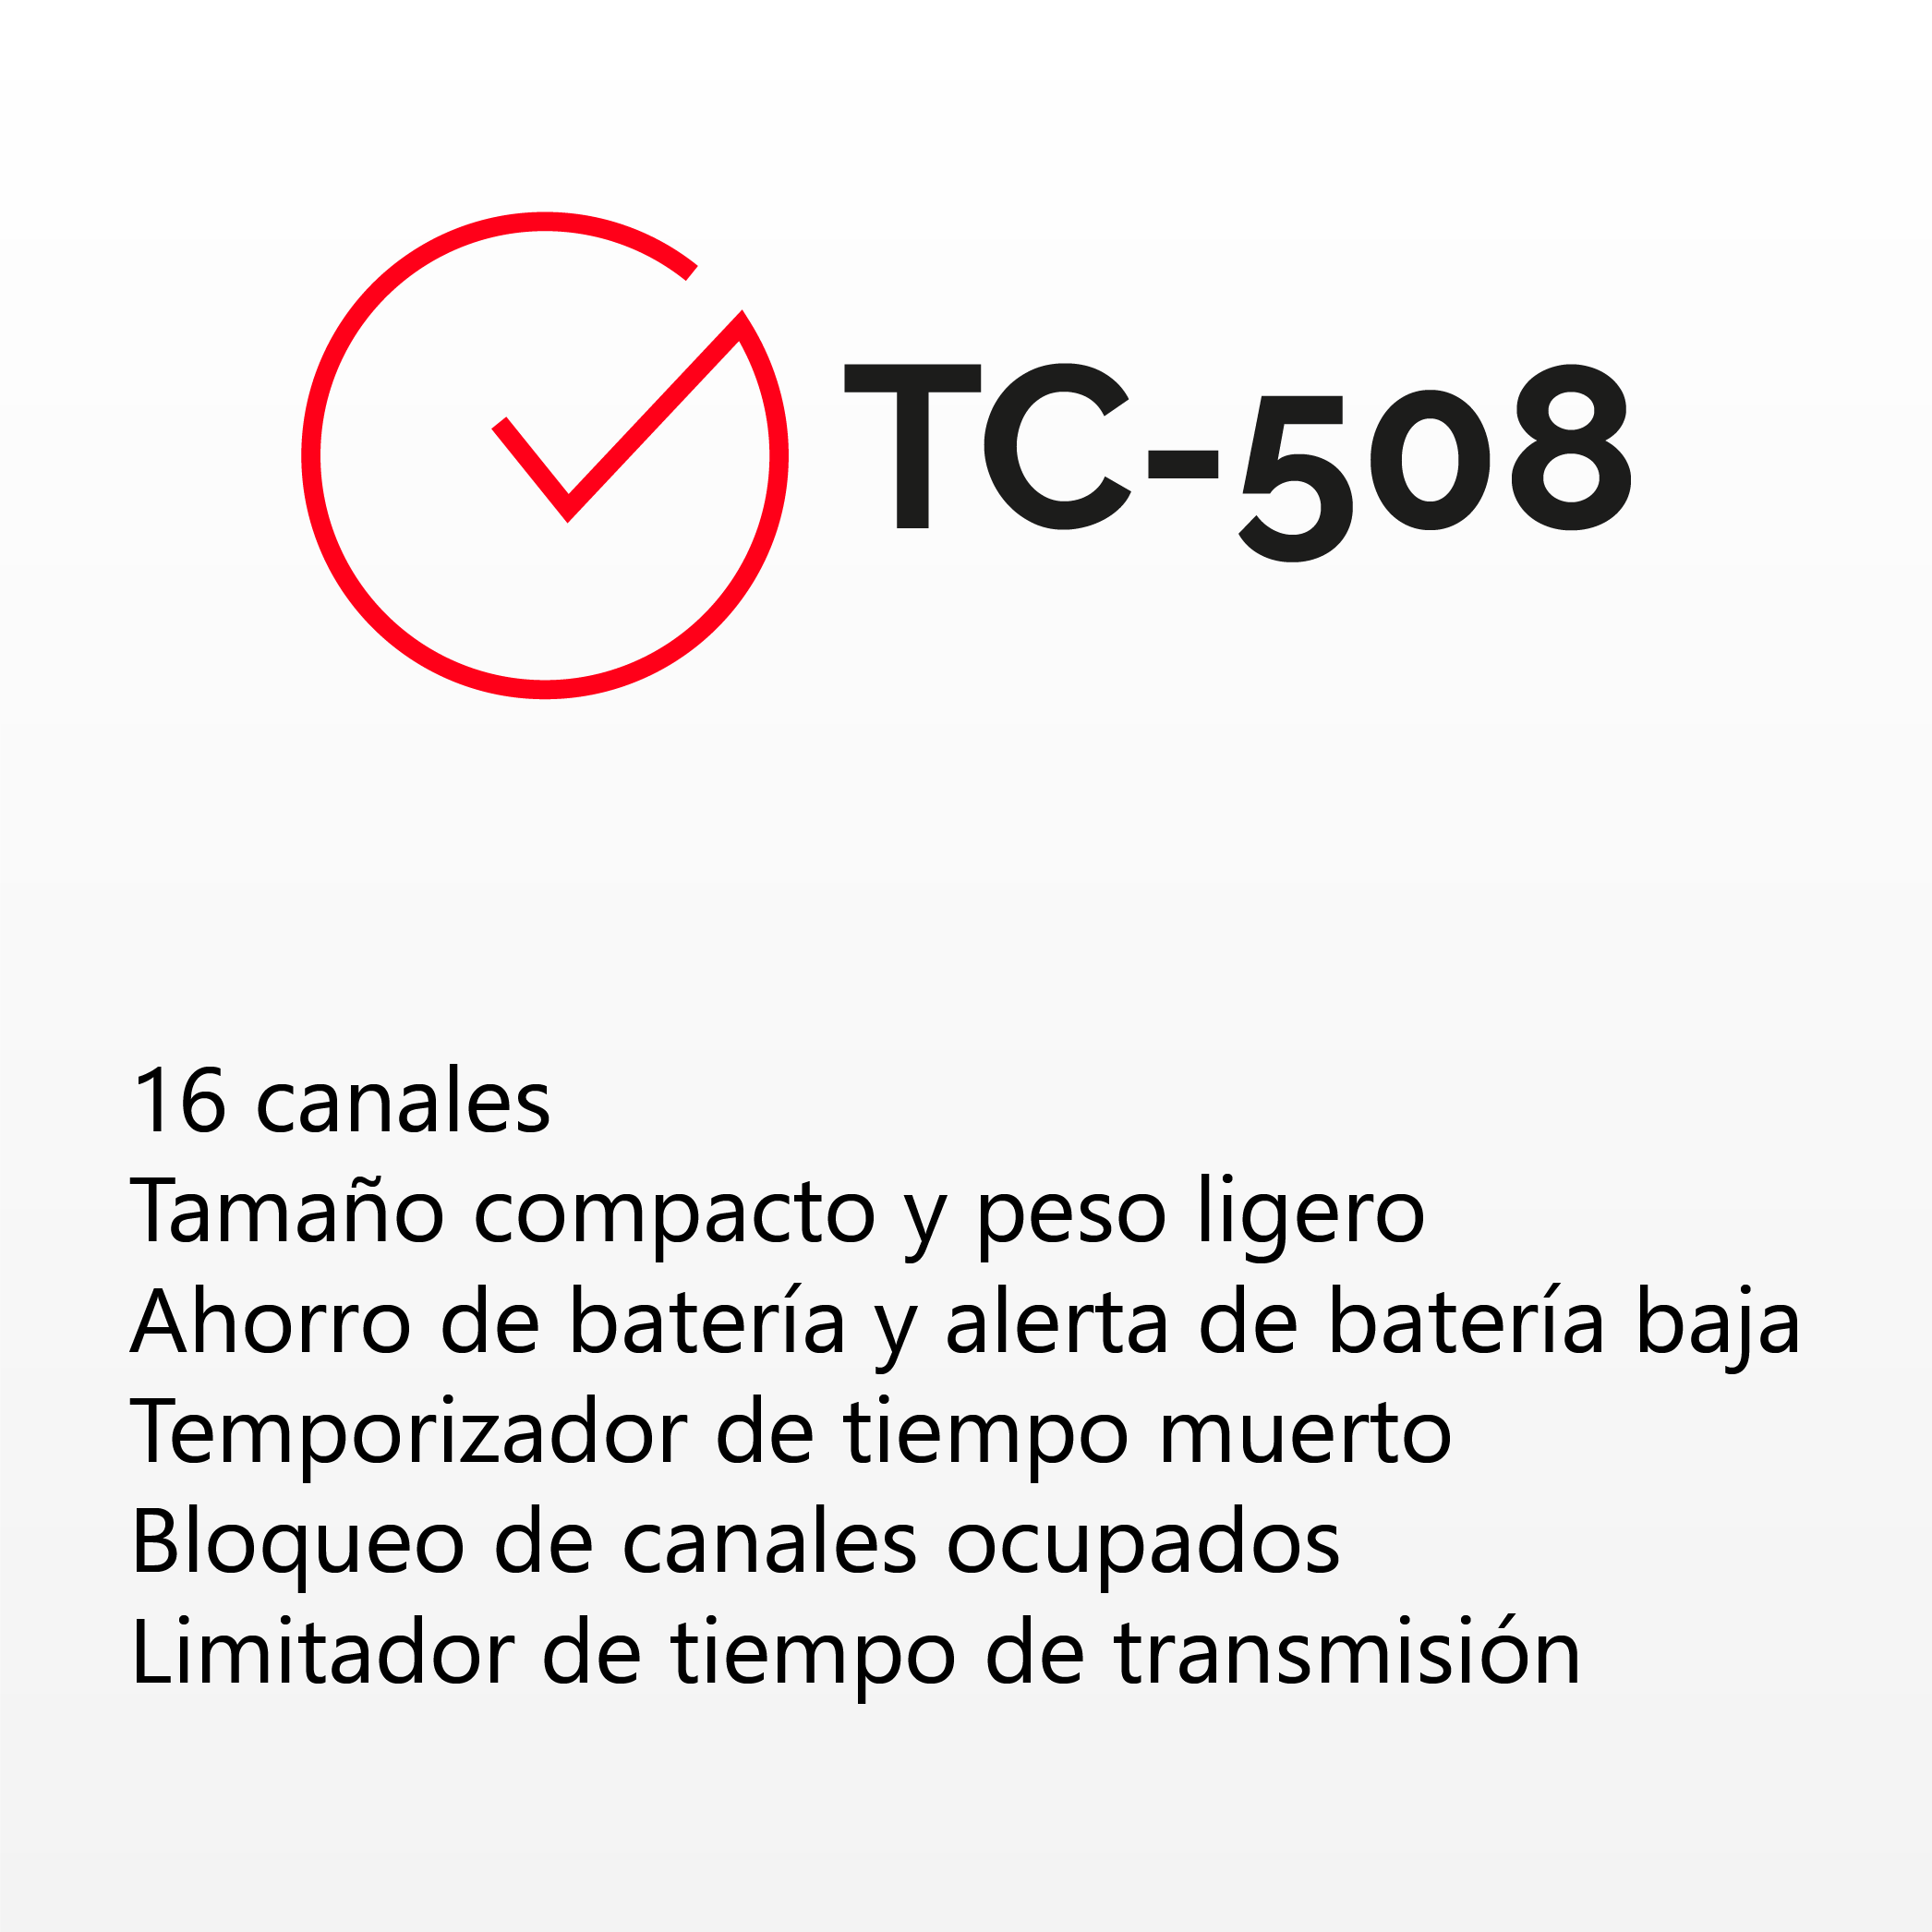 TC-508
16 canales
Tamaño compacto y peso ligero
Ahorro de batería y alerta de batería baja
Temporizador de tiempo muerto
Bloqueo de canales ocupados
Limitador de tiempo de transmisión